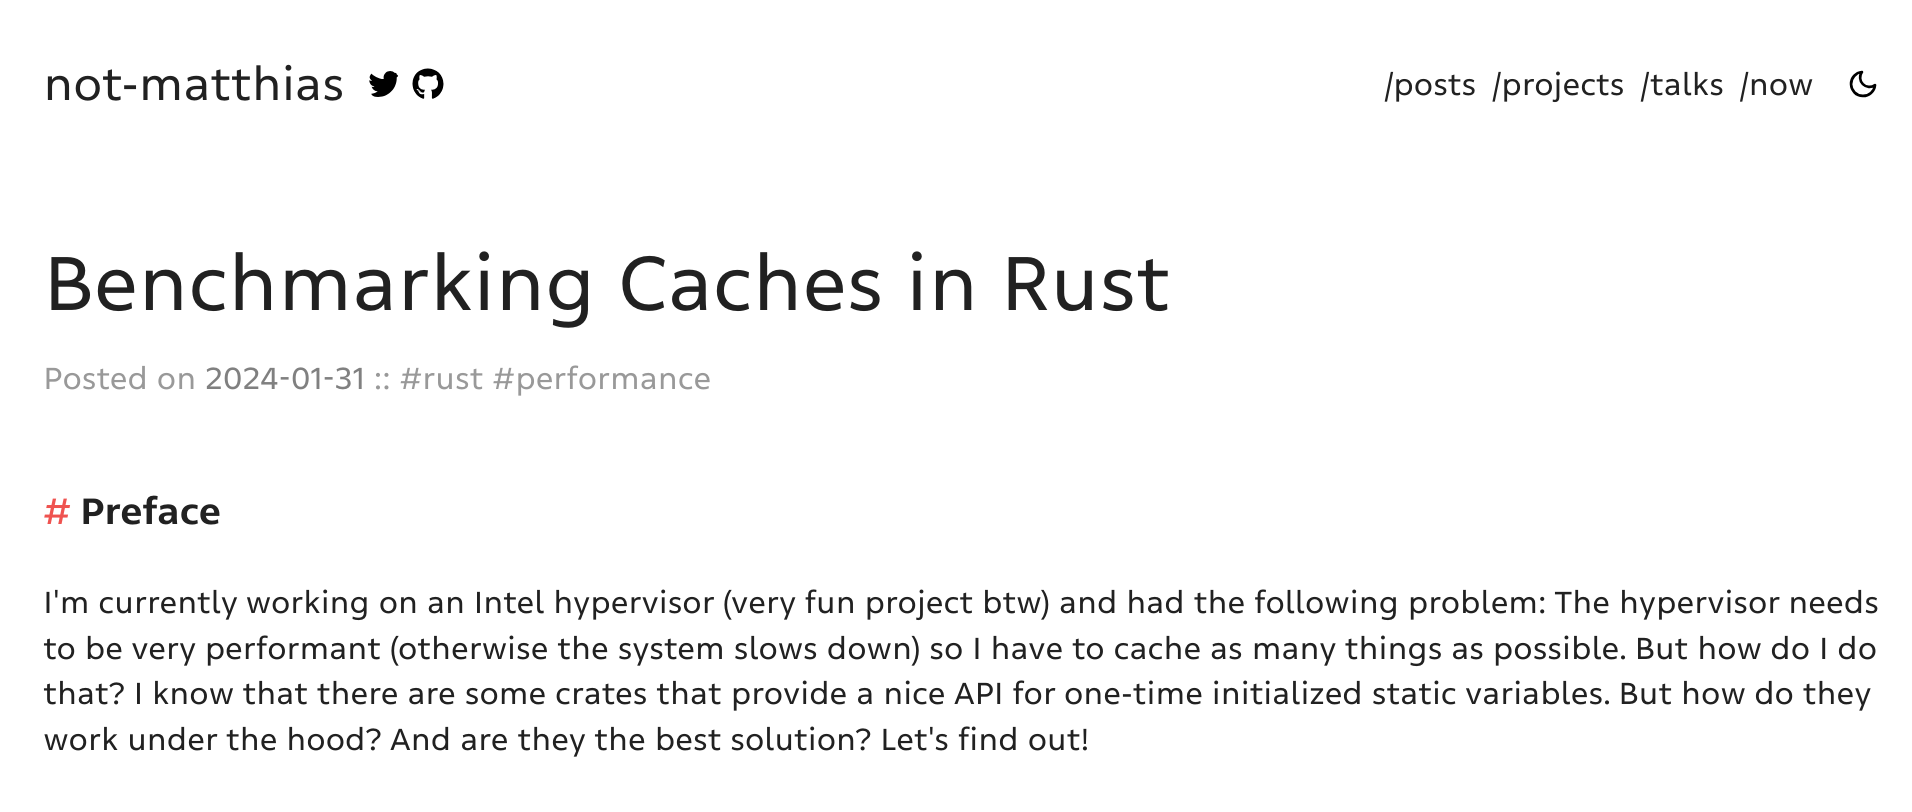 not-matthias
/posts /projects /talks /now
Benchmarking Caches in Rust
Posted on 2024-01-31 :: #rust #performance
# Preface
I'm currently working on an Intel hypervisor (very fun project btw) and had the following problem: The hypervisor needs
to be very performant (otherwise the system slows down) so I have to cache as many things as possible. But how do I do
that? I know that there are some crates that provide a nice API for one-time initialized static variables. But how do they
work under the hood? And are they the best solution? Let's find out!